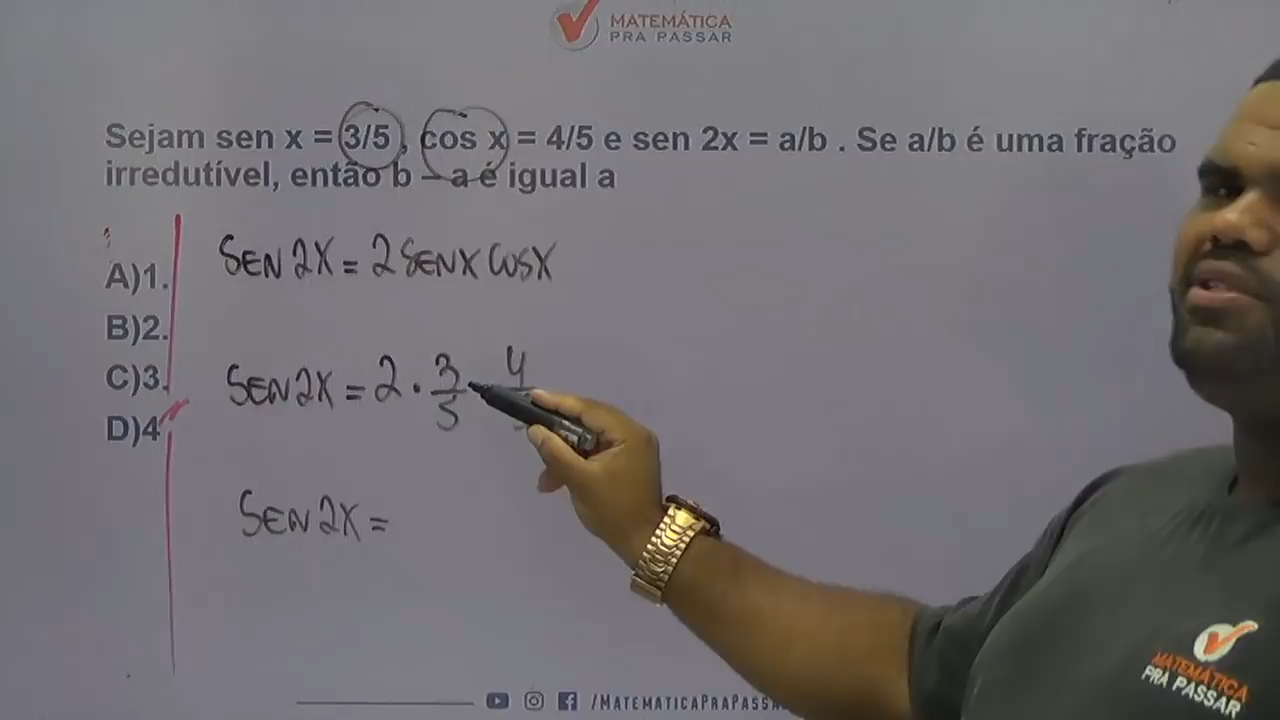 MATEMÁTICA
PRA PASSAR
Sejam sen x = 3/5 , cos x = 4/5 e sen 2x = a/b . Se a/b é uma fração
irredutível, então b – a é igual a
A)1.
B)2.
C)3.
D)4
SEN 2X = 2 SENX COSX
SEN 2X = 2 · 3/5 4
SEN 2X =
/MATEMATICAPRAPASSA
MATEMÁTICA
PRA PASSAR